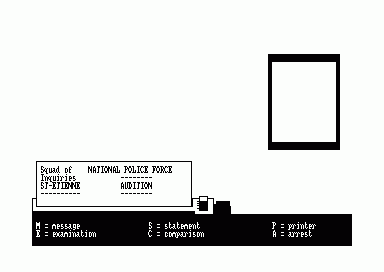 Squad of    NATIONAL POLICE FORCE
Inquiries          --------
ST-ETIENNE         AUDITION
----------         --------
M = message        S = statement        P = printer
E = examination    C = comparison       A = arrest